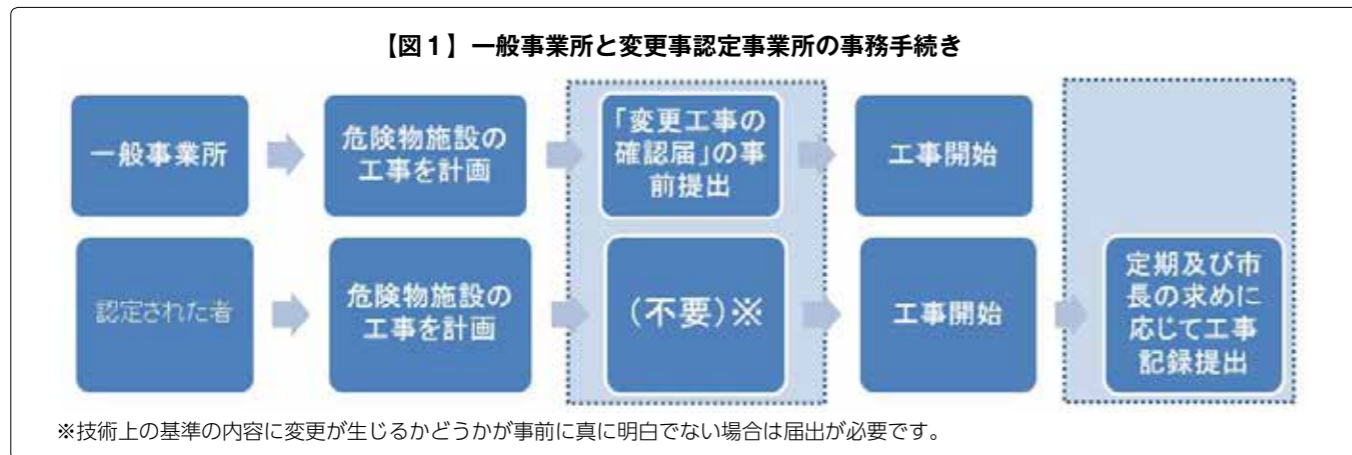 【図1】一般事業所と変更事認定事業所の事務手続き
一般事業所
危険物施設の
工事を計画
「変更工事の
確認届」の事
前提出
工事開始
認定された者
危険物施設の
工事を計画
(不要)※
工事開始
定期及び市
長の求めに
応じて工事
記録提出
※技術上の基準の内容に変更が生じるかどうかが事前に真に明白でない場合は届出が必要です。